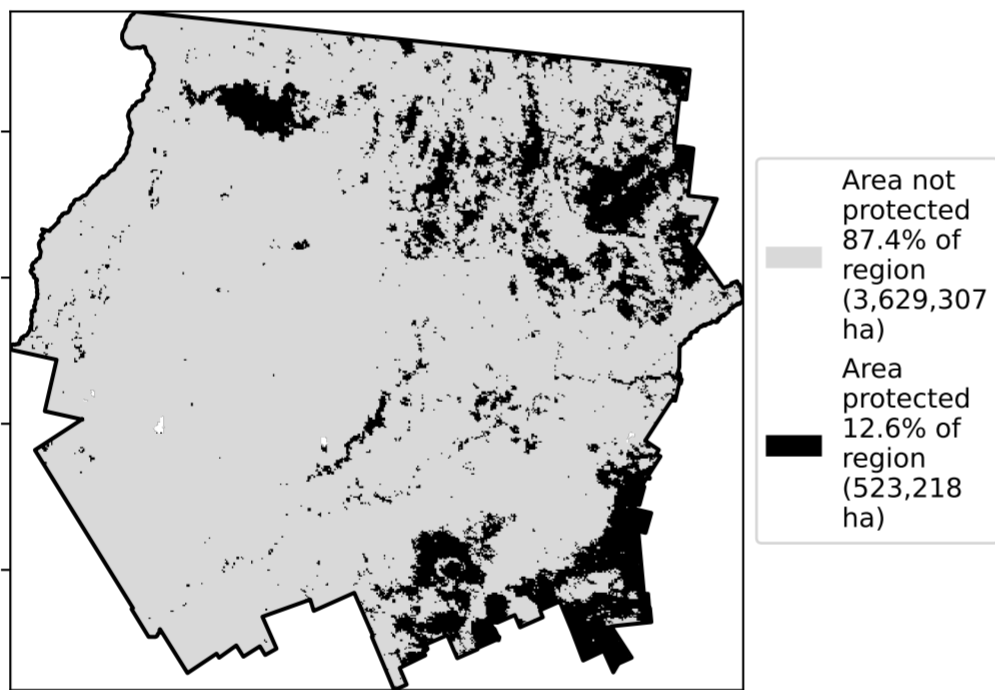 Area not
protected
87.4% of
region
(3,629,307
ha)
Area
protected
12.6% of
region
(523,218
ha)